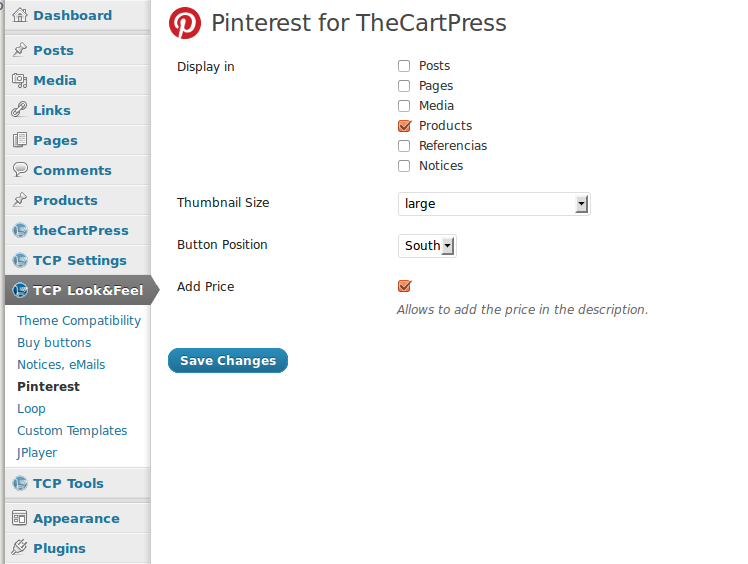 Dashboard
Posts
Media
Links
Pages
Comments
Products
theCartPress
TCP Settings
TCP Look&Feel
Theme Compatibility
Buy buttons
Notices, eMails
Pinterest
Loop
Custom Templates
JPlayer
TCP Tools
Appearance
Plugins
Pinterest for TheCartPress
Display in
Posts
Pages
Media
Products
Referencias
Notices
Thumbnail Size
large
Button Position
South
Add Price
Allows to add the price in the description.
Save Changes